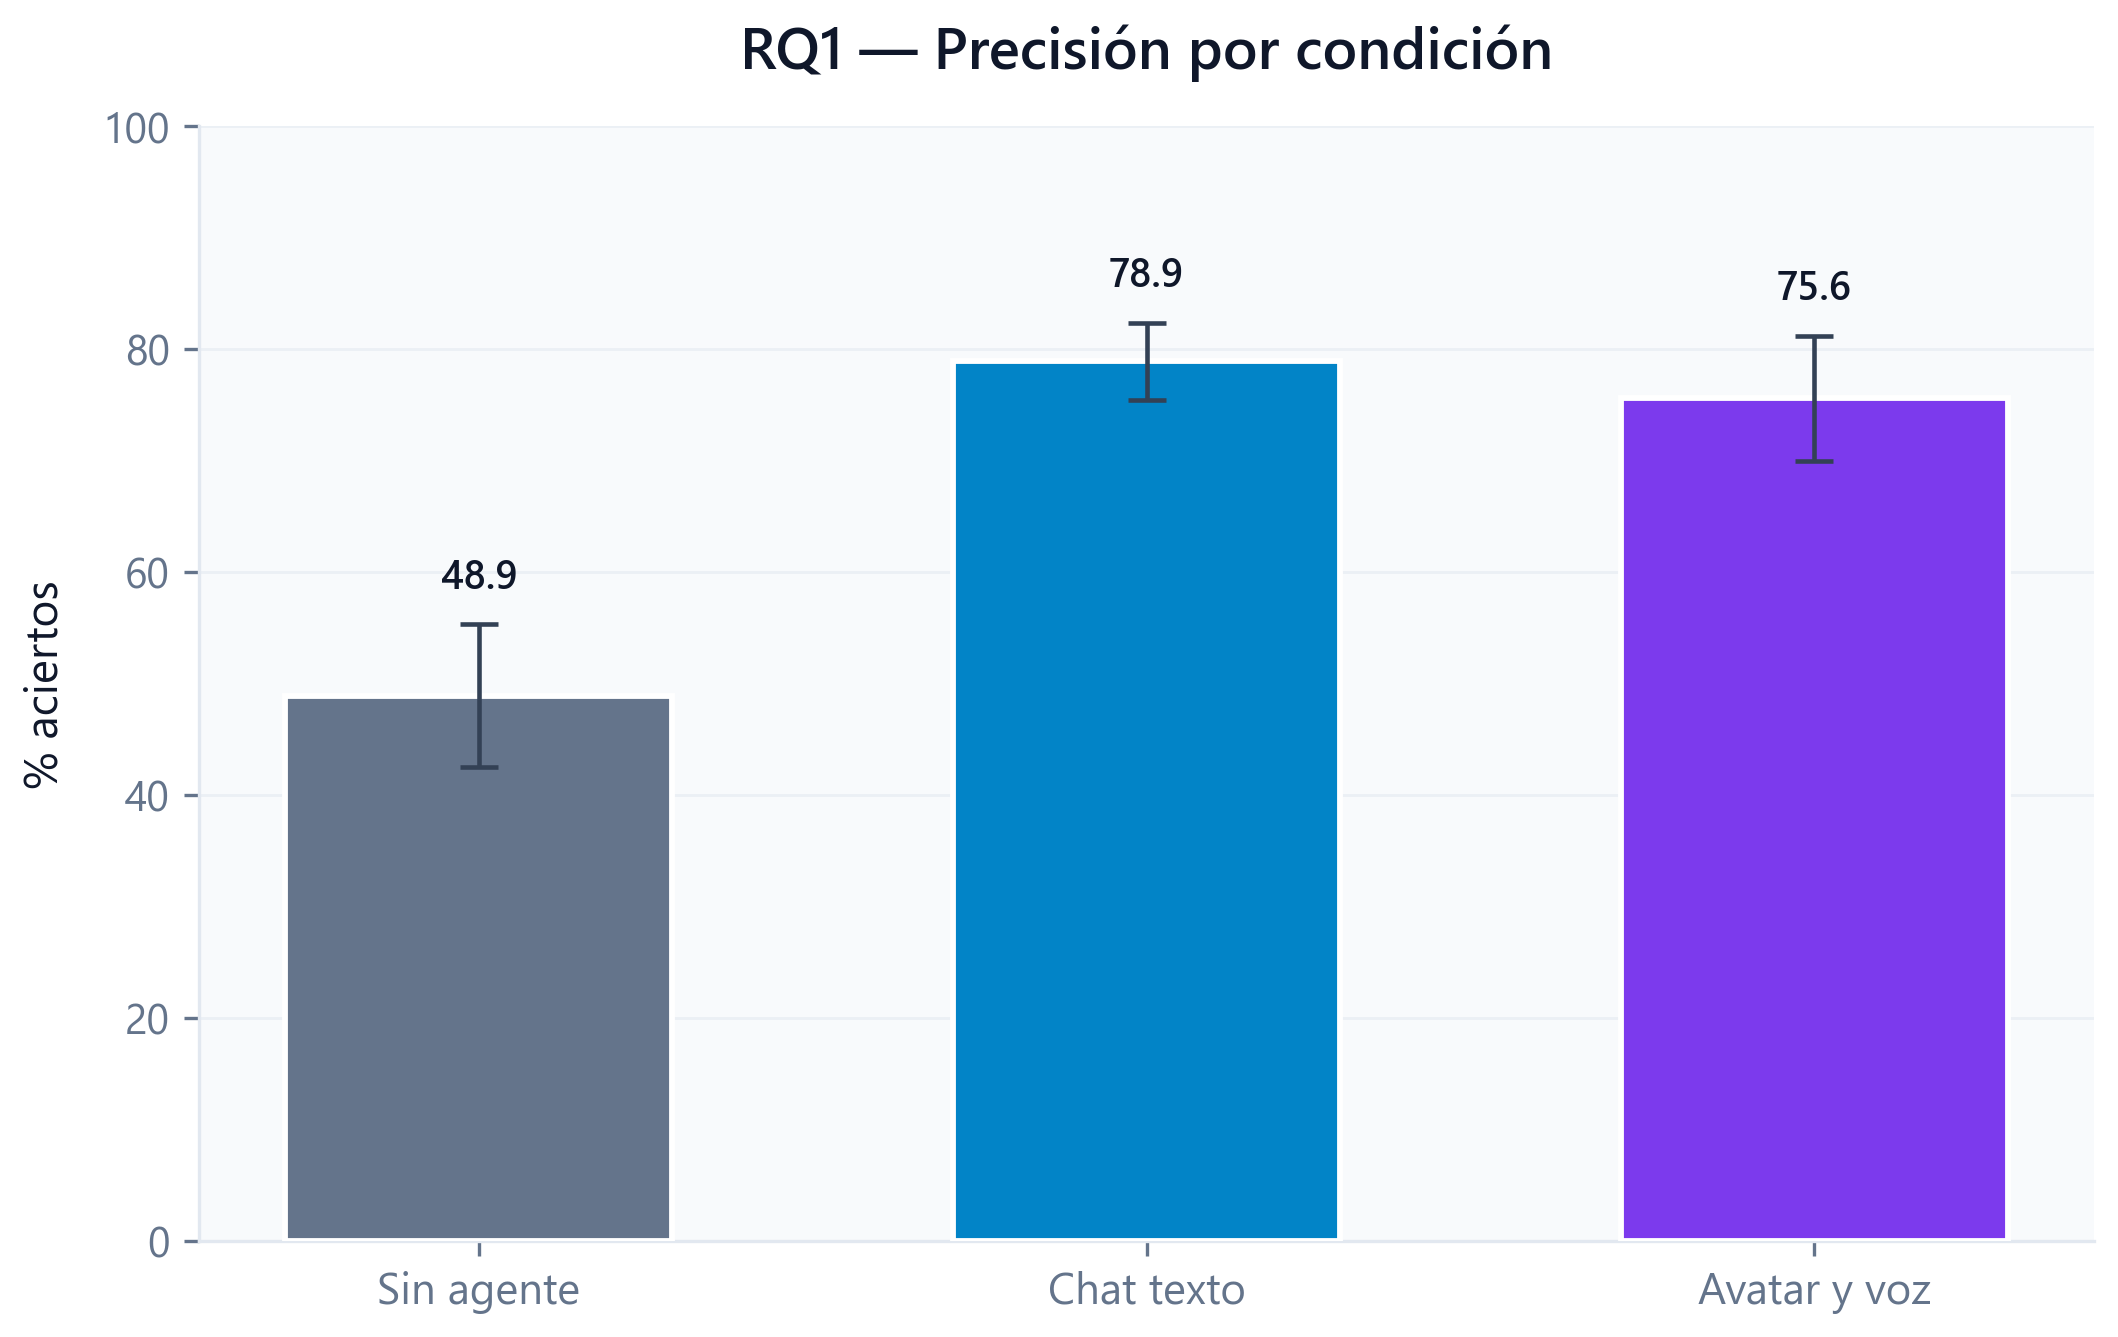 RQ1 — Precisión por condición
% aciertos
100
80
60
40
20
0
48.9
78.9
75.6
Sin agente
Chat texto
Avatar y voz